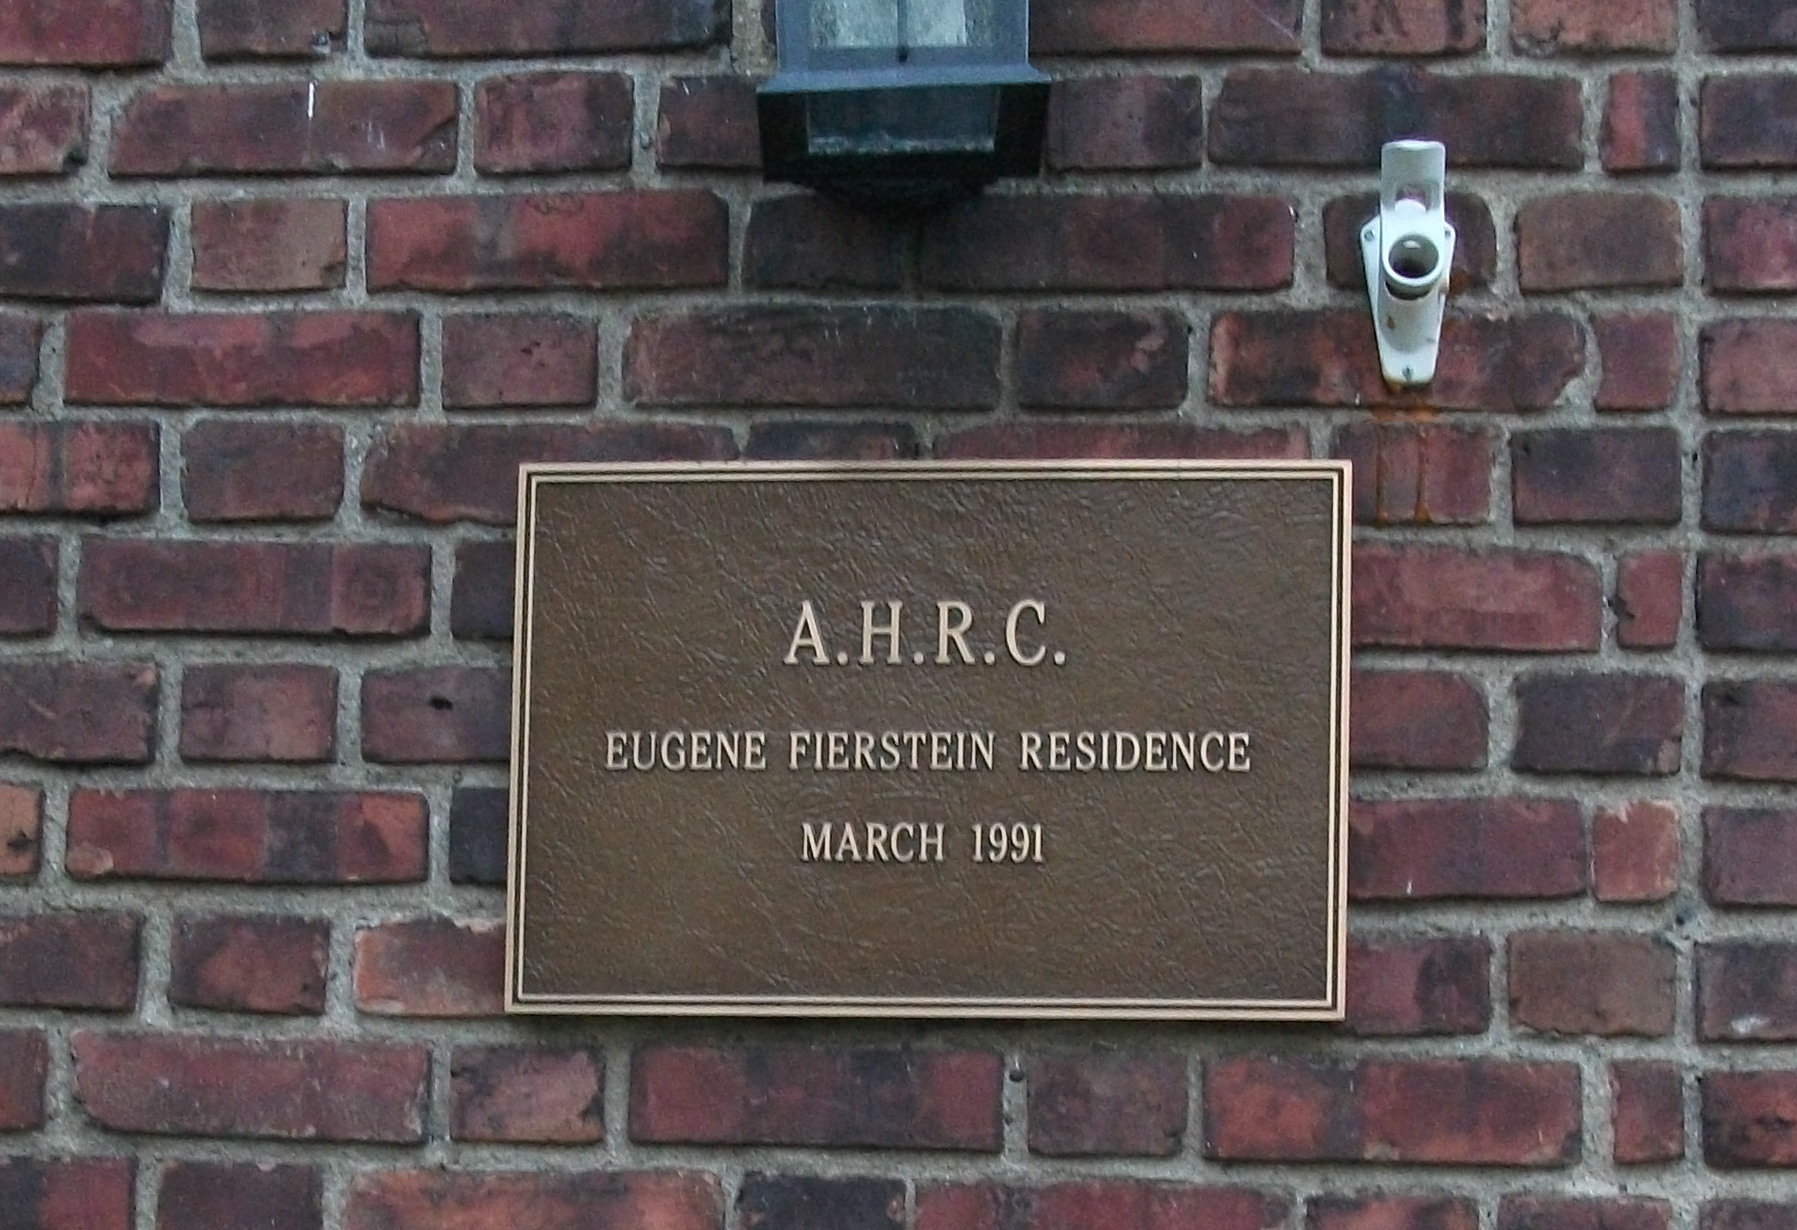 A.H.R.C.
EUGENE FIERSTEIN RESIDENCE
MARCH 1991